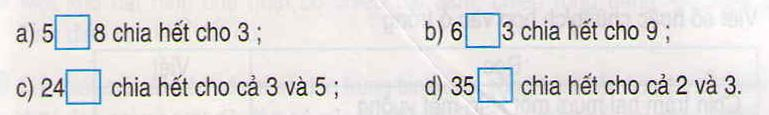 a) 5□8 chia hết cho 3 ; b) 6□3 chia hết cho 9 ;
c) 24□ chia hết cho cả 3 và 5 ; d) 35□ chia hết cho cả 2 và 3.